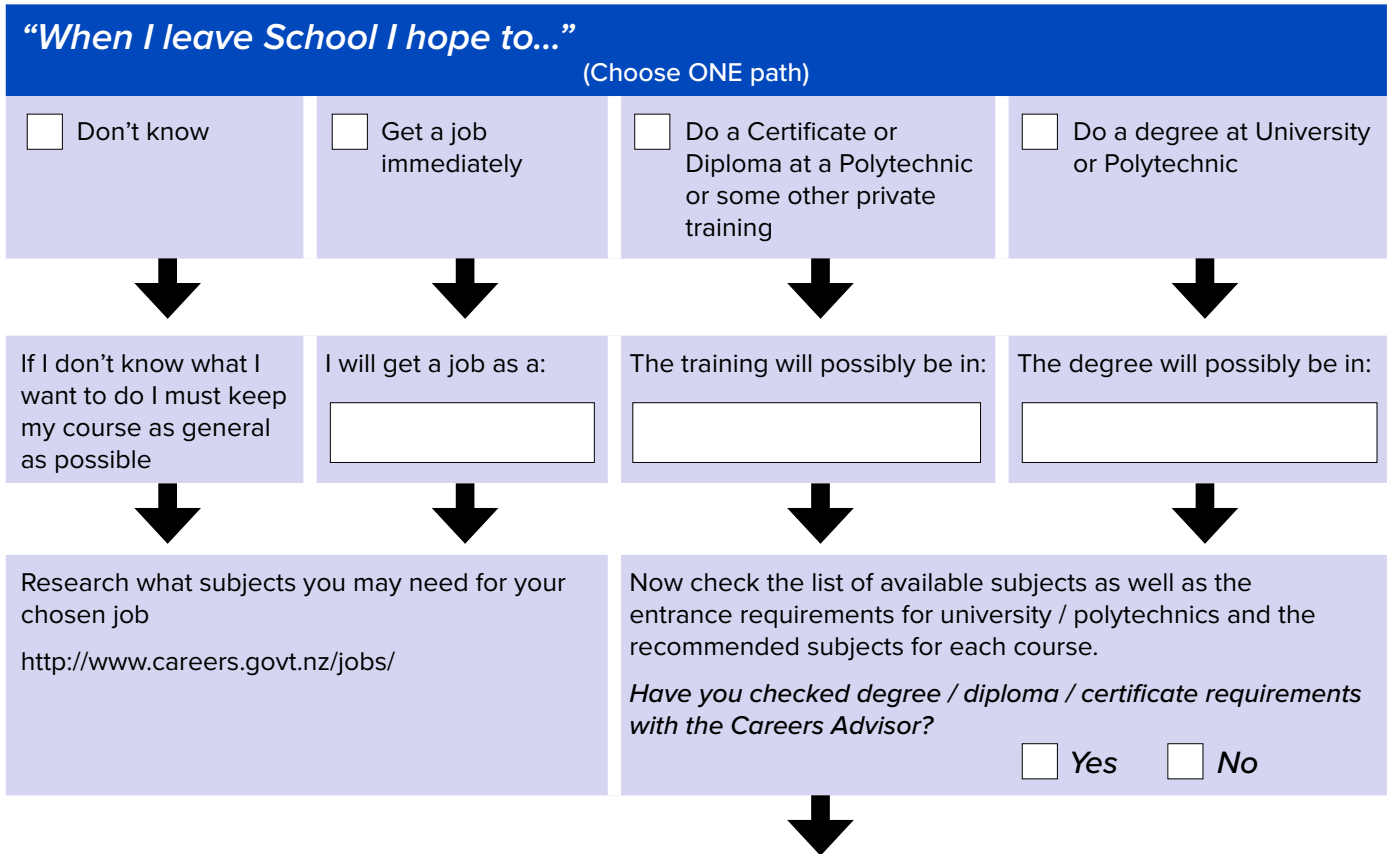 “When I leave School I hope to...”
(Choose ONE path)
Don’t know
Get a job
immediately
Do a Certificate or
Diploma at a Polytechnic
or some other private
training
Do a degree at University
or Polytechnic
If I don’t know what I
want to do I must keep
my course as general
as possible
I will get a job as a:
The training will possibly be in:
The degree will possibly be in:
Research what subjects you may need for your
chosen job
http://www.careers.govt.nz/jobs/
Now check the list of available subjects as well as the
entrance requirements for university / polytechnics and the
recommended subjects for each course.
Have you checked degree / diploma / certificate requirements
with the Careers Advisor?
Yes No